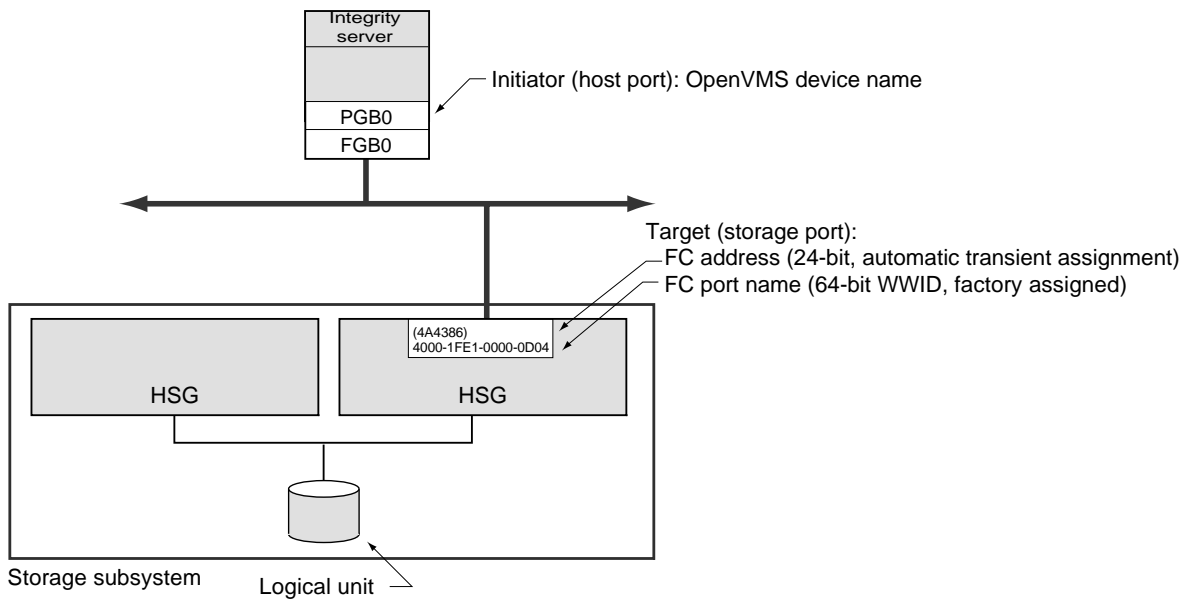 Integrity
server
Initiator (host port): OpenVMS device name
PGB0
FGB0
Target (storage port):
FC address (24-bit, automatic transient assignment)
FC port name (64-bit WWID, factory assigned)
(4A4386)
4000-1FE1-0000-0D04
HSG
HSG
Storage subsystem
Logical unit